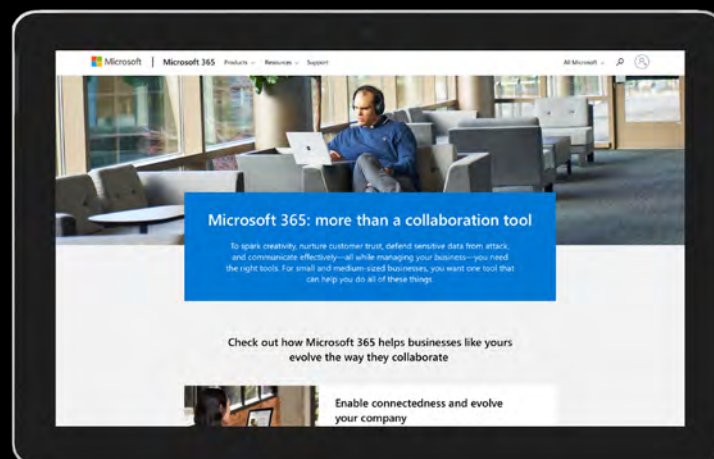 Microsoft | Microsoft 365 Products Resources Support All Microsoft
Microsoft 365: more than a collaboration tool
To spark creativity, nurture customer trust, defend sensitive data from attack,
and communicate effectively—all while managing your business—you need
the right tools. For small and medium-sized businesses, you want one tool that
can help you do all of these things.
Check out how Microsoft 365 helps businesses like yours
evolve the way they collaborate
Enable connectedness and evolve
your company